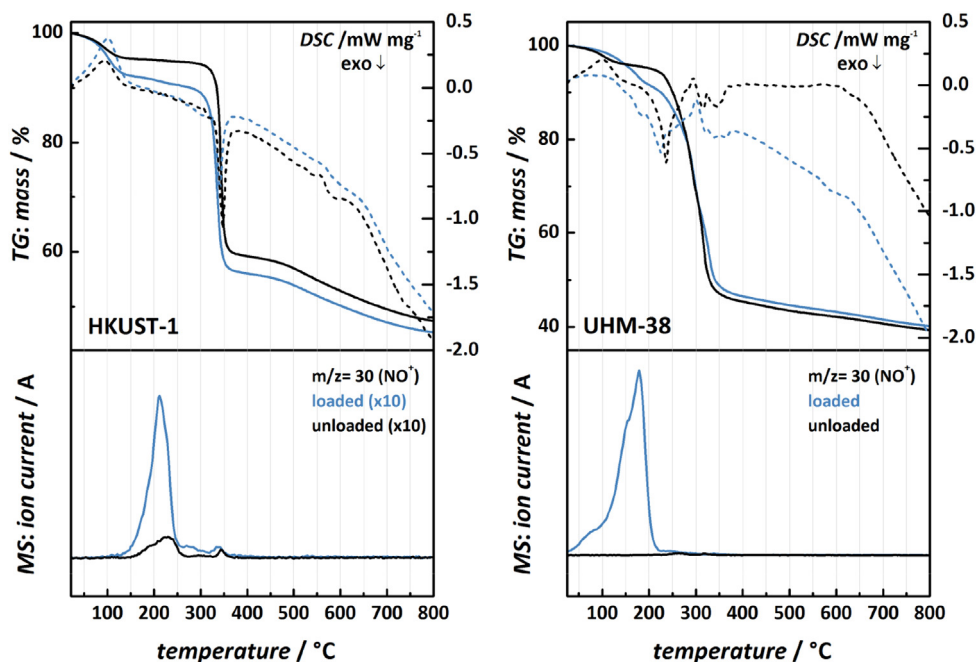 100
80
60
TG: mass / %
0.5
0.0
-0.5
-1.0
-1.5
-2.0
DSC /mW mg⁻¹
exo ↓
HKUST-1
m/z= 30 (NO⁺)
loaded (x10)
unloaded (x10)
MS: ion current / A
0 100 200 300 400 500 600 700 800
temperature / °C
100
90
80
70
60
50
40
TG: mass / %
0.5
0.0
-0.5
-1.0
-1.5
-2.0
DSC /mW mg⁻¹
exo ↓
UHM-38
m/z= 30 (NO⁺)
loaded
unloaded
MS: ion current / A
100 200 300 400 500 600 700 800
temperature / °C